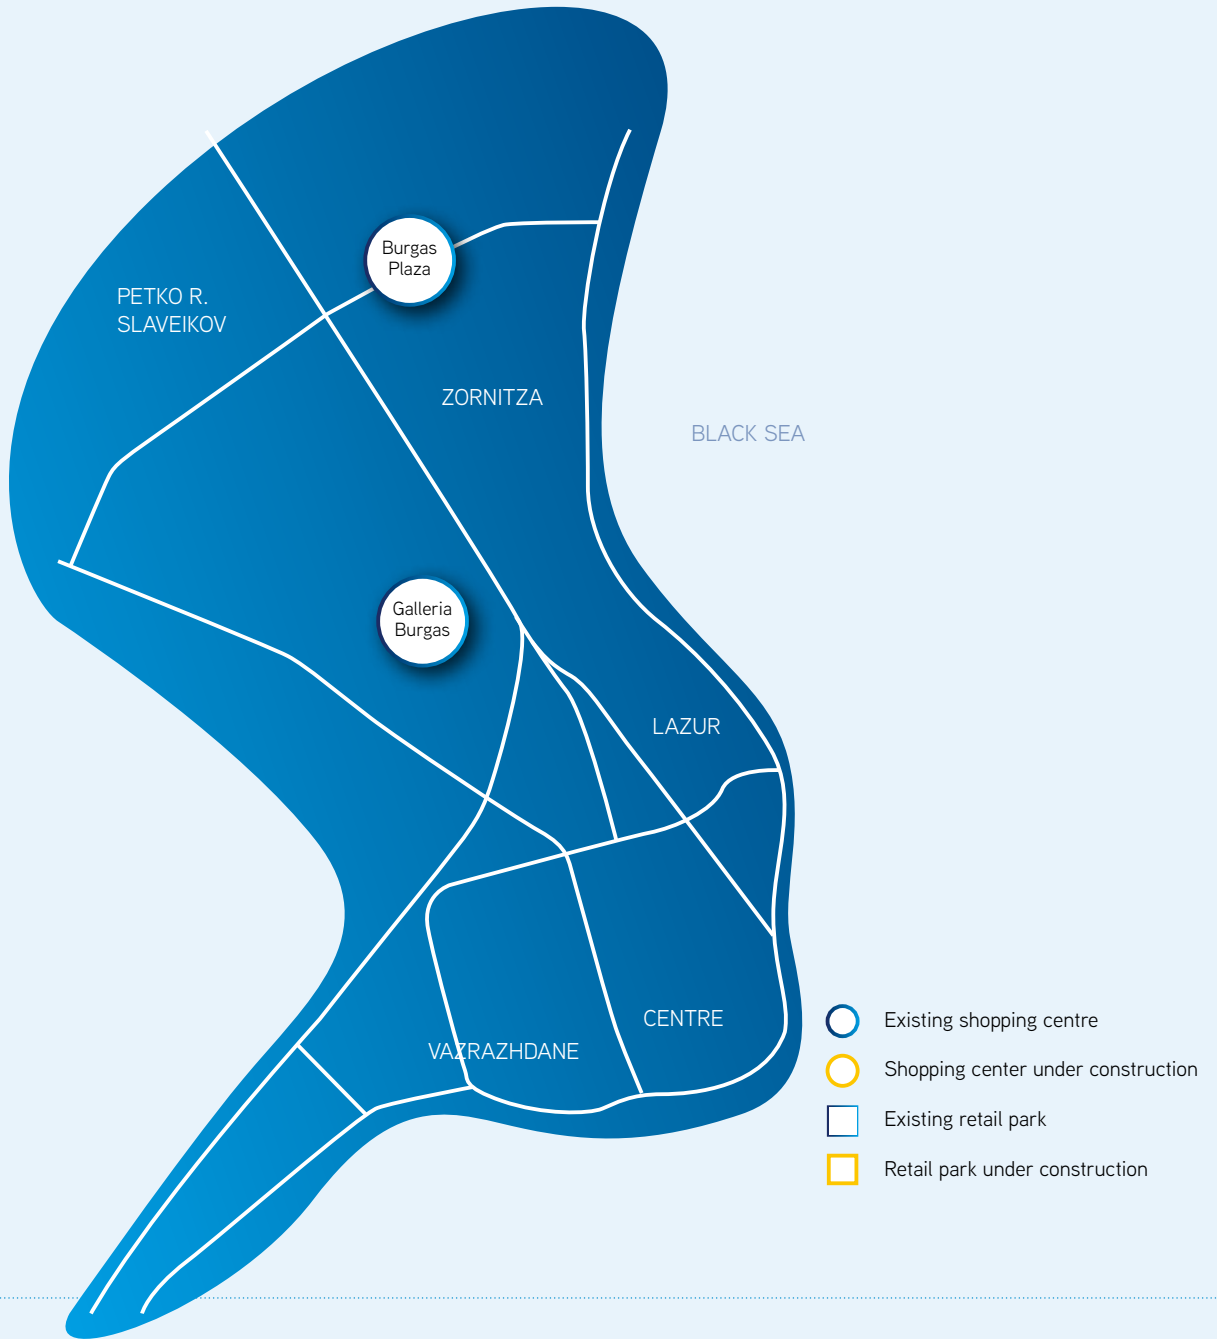 Burgas
Plaza
PETKO R.
SLAVEIKOV
ZORNITZA
BLACK SEA
Galleria
Burgas
LAZUR
CENTRE
VAZRAZHDANE
Existing shopping centre
Shopping center under construction
Existing retail park
Retail park under construction